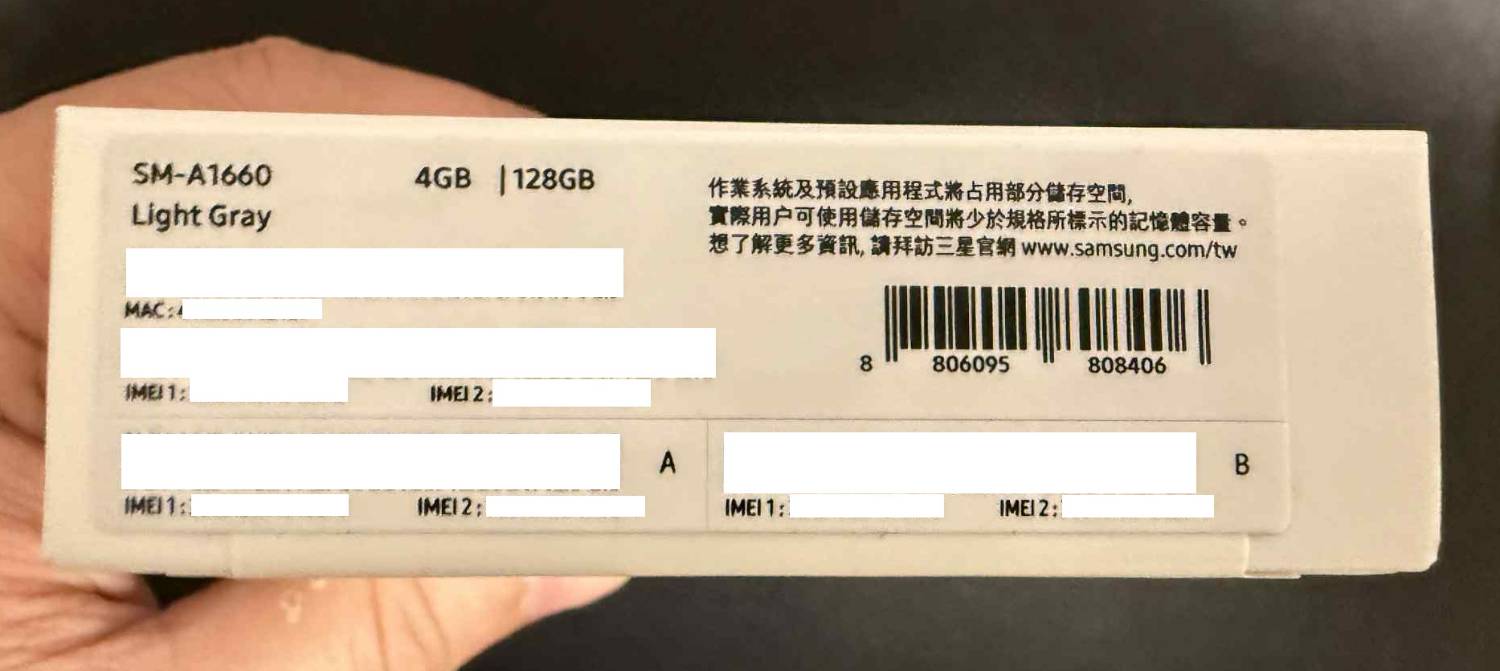 SM-A1660 4GB | 128GB
Light Gray
作業系統及預設應用程式將占用部分儲存空間,
實際用户可使用儲存空間將少於規格所標示的記憶體容量。
想了解更多資訊, 請拜訪三星官網 www.samsung.com/tw
MAC:
8 806095 808406
IMEI 1: IMEI 2:
A
IMEI 1: IMEI 2:
B
IMEI 1: IMEI 2: